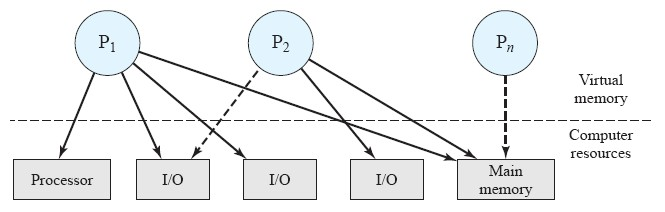 P1
P2
Pn
Virtual
memory
Computer
resources
Processor
I/O
I/O
I/O
Main
memory